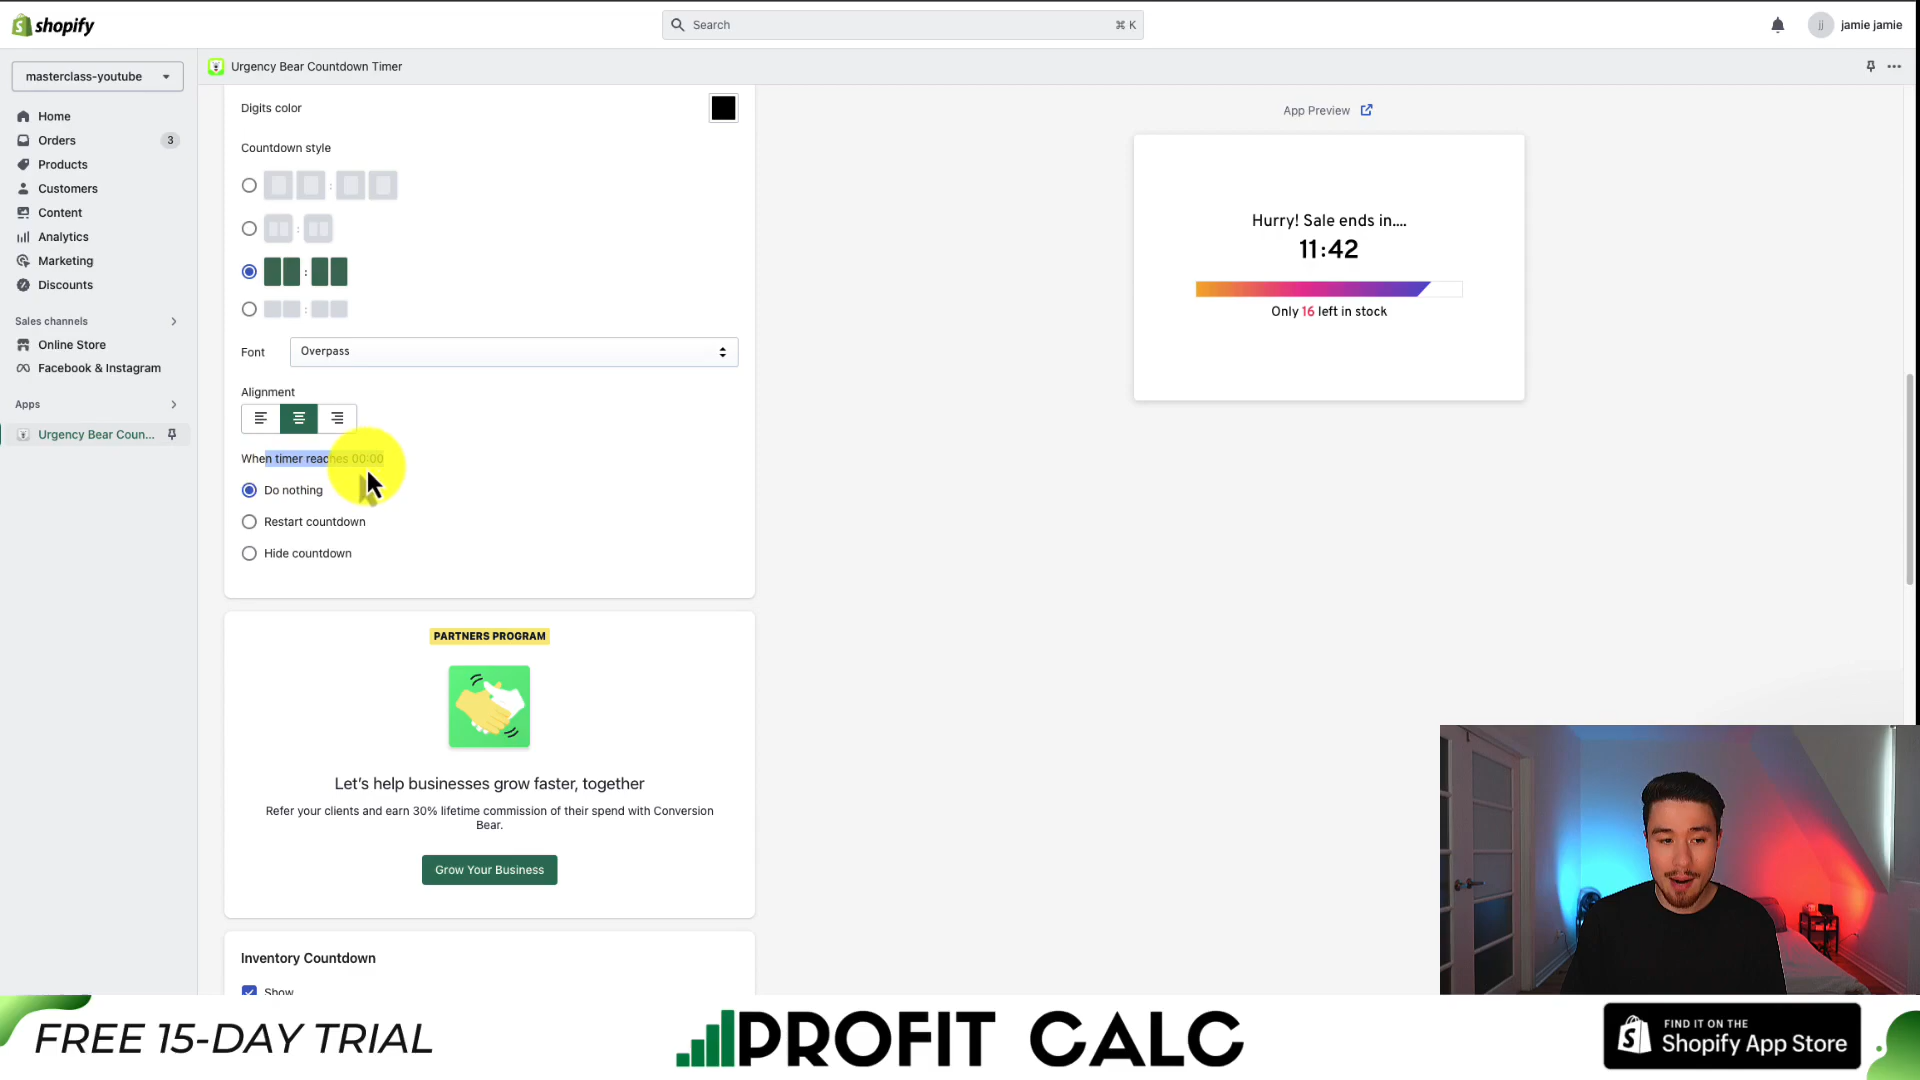 shopify
Search
⌘ K
jj
jamie jamie
masterclass-youtube
Urgency Bear Countdown Timer
Home
Orders
3
Products
Customers
Content
Analytics
Marketing
Discounts
Sales channels
Online Store
Facebook & Instagram
Apps
Urgency Bear Coun...
Digits color
Countdown style
Font
Overpass
Alignment
When timer reaches 00:00
Do nothing
Restart countdown
Hide countdown
App Preview
Hurry! Sale ends in....
11:42
Only 16 left in stock
PARTNERS PROGRAM
Let's help businesses grow faster, together
Refer your clients and earn 30% lifetime commission of their spend with Conversion
Bear.
Grow Your Business
Inventory Countdown
Show
FREE 15-DAY TRIAL
PROFIT CALC
FIND IT ON THE
Shopify App Store